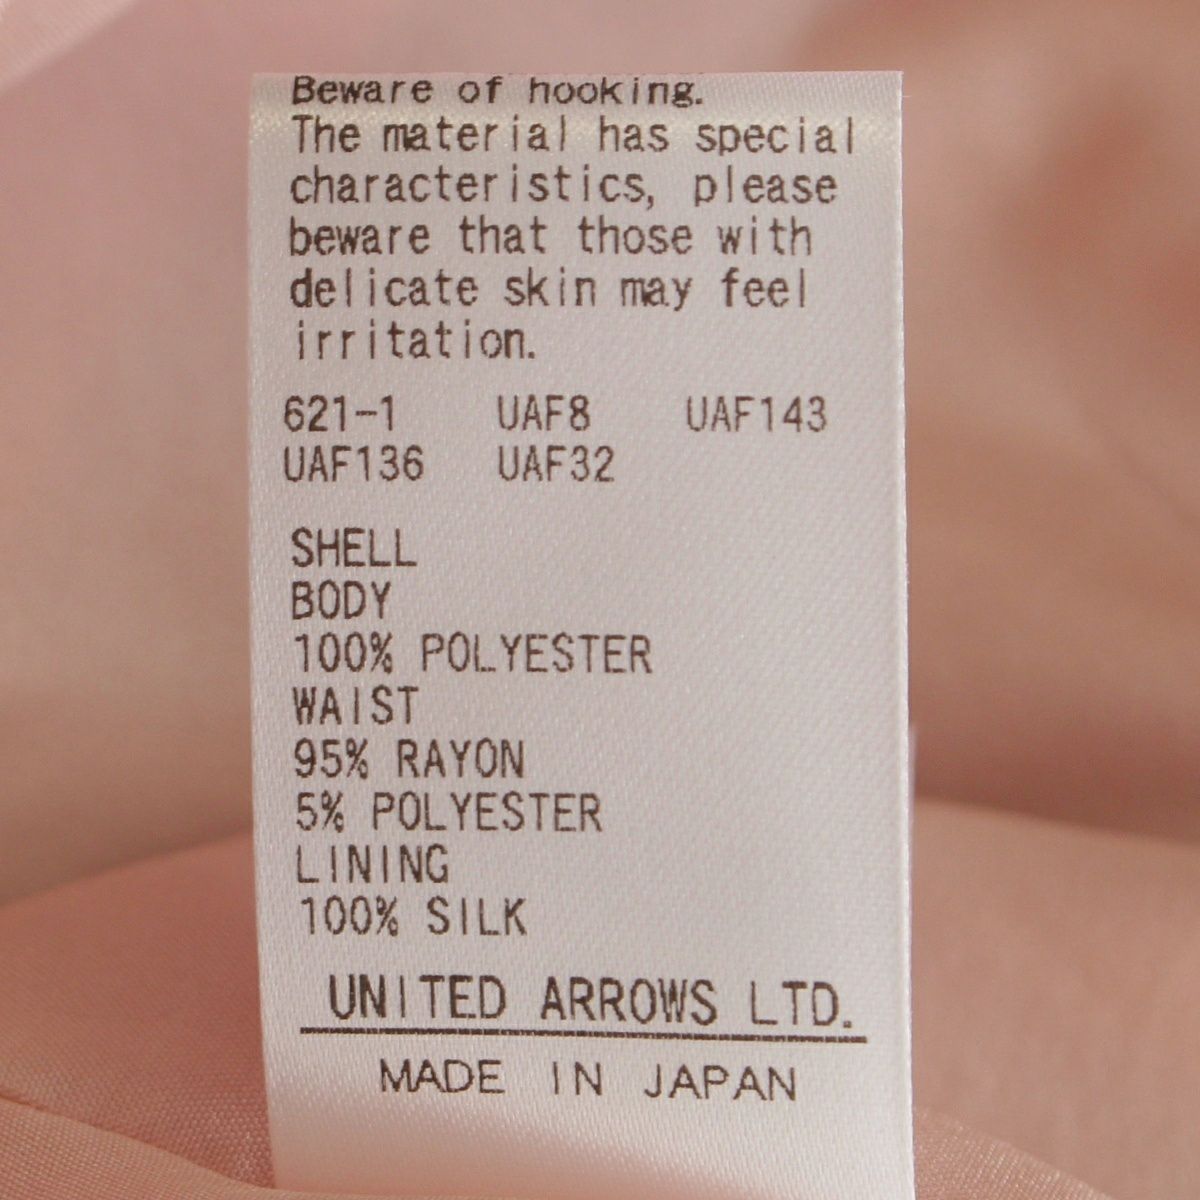 Beware of hooking.
The material has special
characteristics, please
beware that those with
delicate skin may feel
irritation.
621-1 UAF8 UAF143
UAF136 UAF32
SHELL
BODY
100% POLYESTER
WAIST
95% RAYON
5% POLYESTER
LINING
100% SILK
UNITED ARROWS LTD.
MADE IN JAPAN